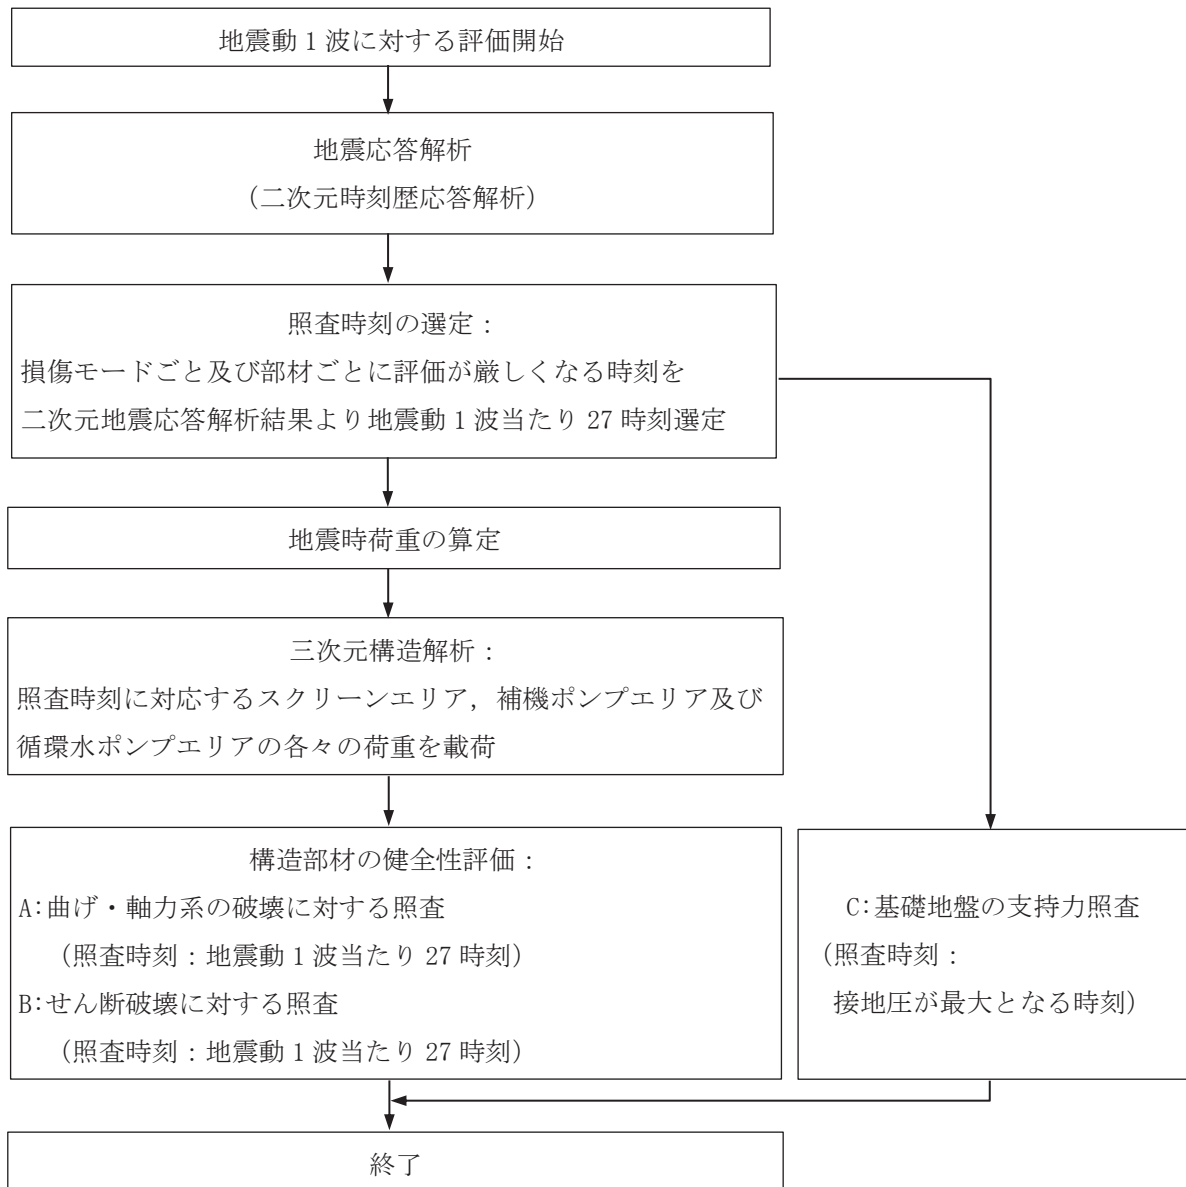 地震動1波に対する評価開始
地震応答解析
(二次元時刻歴応答解析)
照査時刻の選定：
損傷モードごと及び部材ごとに評価が厳しくなる時刻を
二次元地震応答解析結果より地震動1波当たり27時刻選定
地震時荷重の算定
三次元構造解析：
照査時刻に対応するスクリーンエリア，補機ポンプエリア及び
循環水ポンプエリアの各々の荷重を載荷
構造部材の健全性評価：
A:曲げ・軸力系の破壊に対する照査
（照査時刻：地震動1波当たり27時刻）
B:せん断破壊に対する照査
（照査時刻：地震動1波当たり27時刻）
C:基礎地盤の支持力照査
（照査時刻：
接地圧が最大となる時刻）
終了